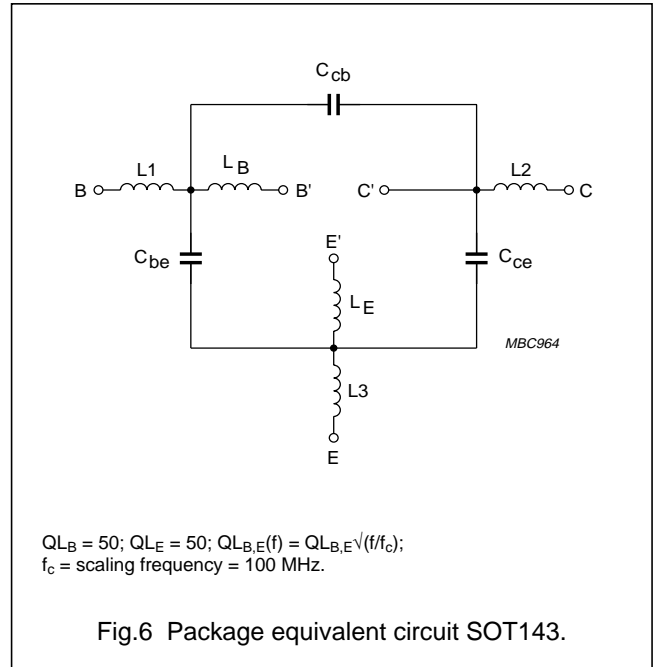 C cb
L1
L B
L2
B
B'
C'
C
C be
E'
C ce
L E
MBC964
L3
E
QL_B = 50; QL_E = 50; QL_B,E(f) = QL_B,E√(f/f_c);
f_c = scaling frequency = 100 MHz.
Fig.6 Package equivalent circuit SOT143.